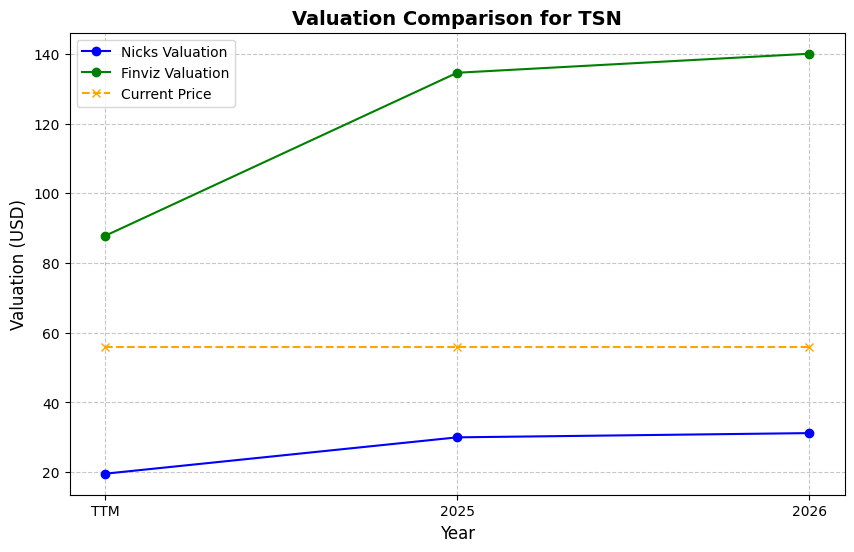 Valuation Comparison for TSN
Nicks Valuation
Finviz Valuation
Current Price
Valuation (USD)
140
120
100
80
60
40
20
TTM
2025
2026
Year